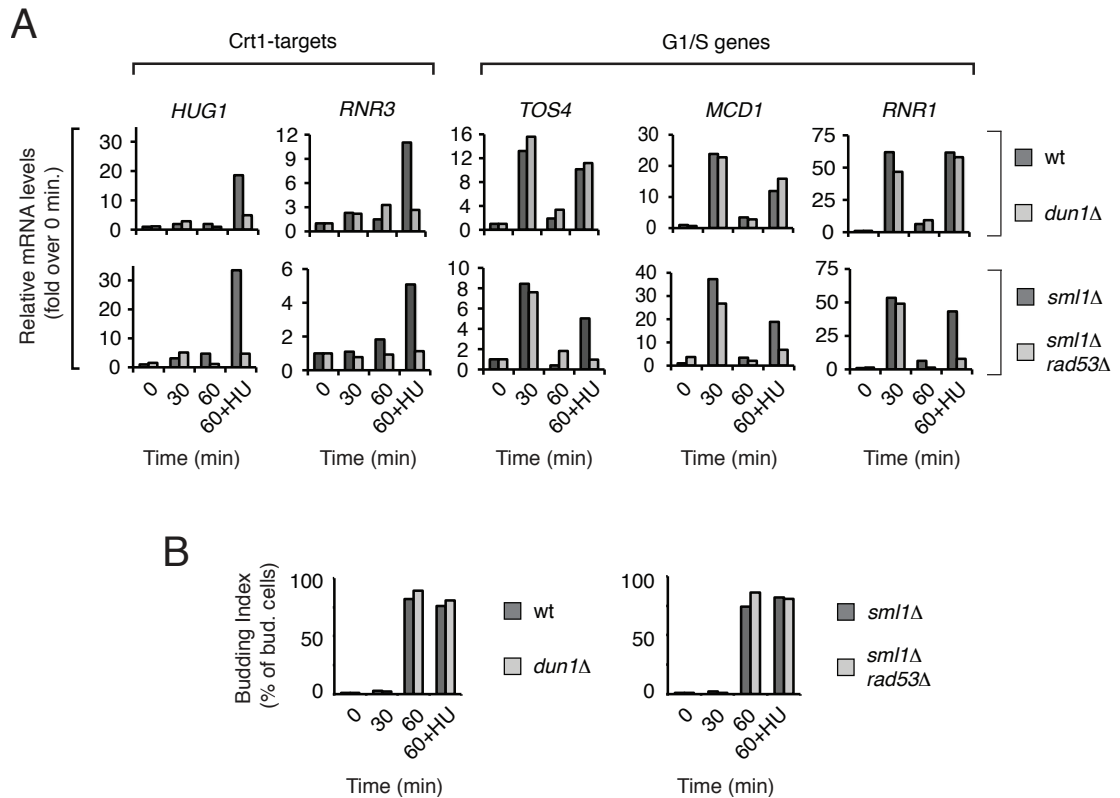 A
Crt1-targets
G1/S genes
HUG1
RNR3
TOS4
MCD1
RNR1
Relative mRNA levels
(fold over 0 min.)
30
20
10
0
12
9
6
3
0
16
12
8
4
0
30
20
10
0
75
50
25
0
wt
dun1Δ
30
20
10
0
6
4
2
0
10
8
6
4
2
0
40
30
20
10
0
75
50
25
0
sml1Δ
sml1Δ
rad53Δ
0 30 60 60+HU
0 30 60 60+HU
0 30 60 60+HU
0 30 60 60+HU
0 30 60 60+HU
Time (min)
Time (min)
Time (min)
Time (min)
Time (min)
B
Budding Index
(% of bud. cells)
100
50
0
wt
dun1Δ
0 30 60 60+HU
Time (min)
100
50
0
sml1Δ
sml1Δ
rad53Δ
0 30 60 60+HU
Time (min)